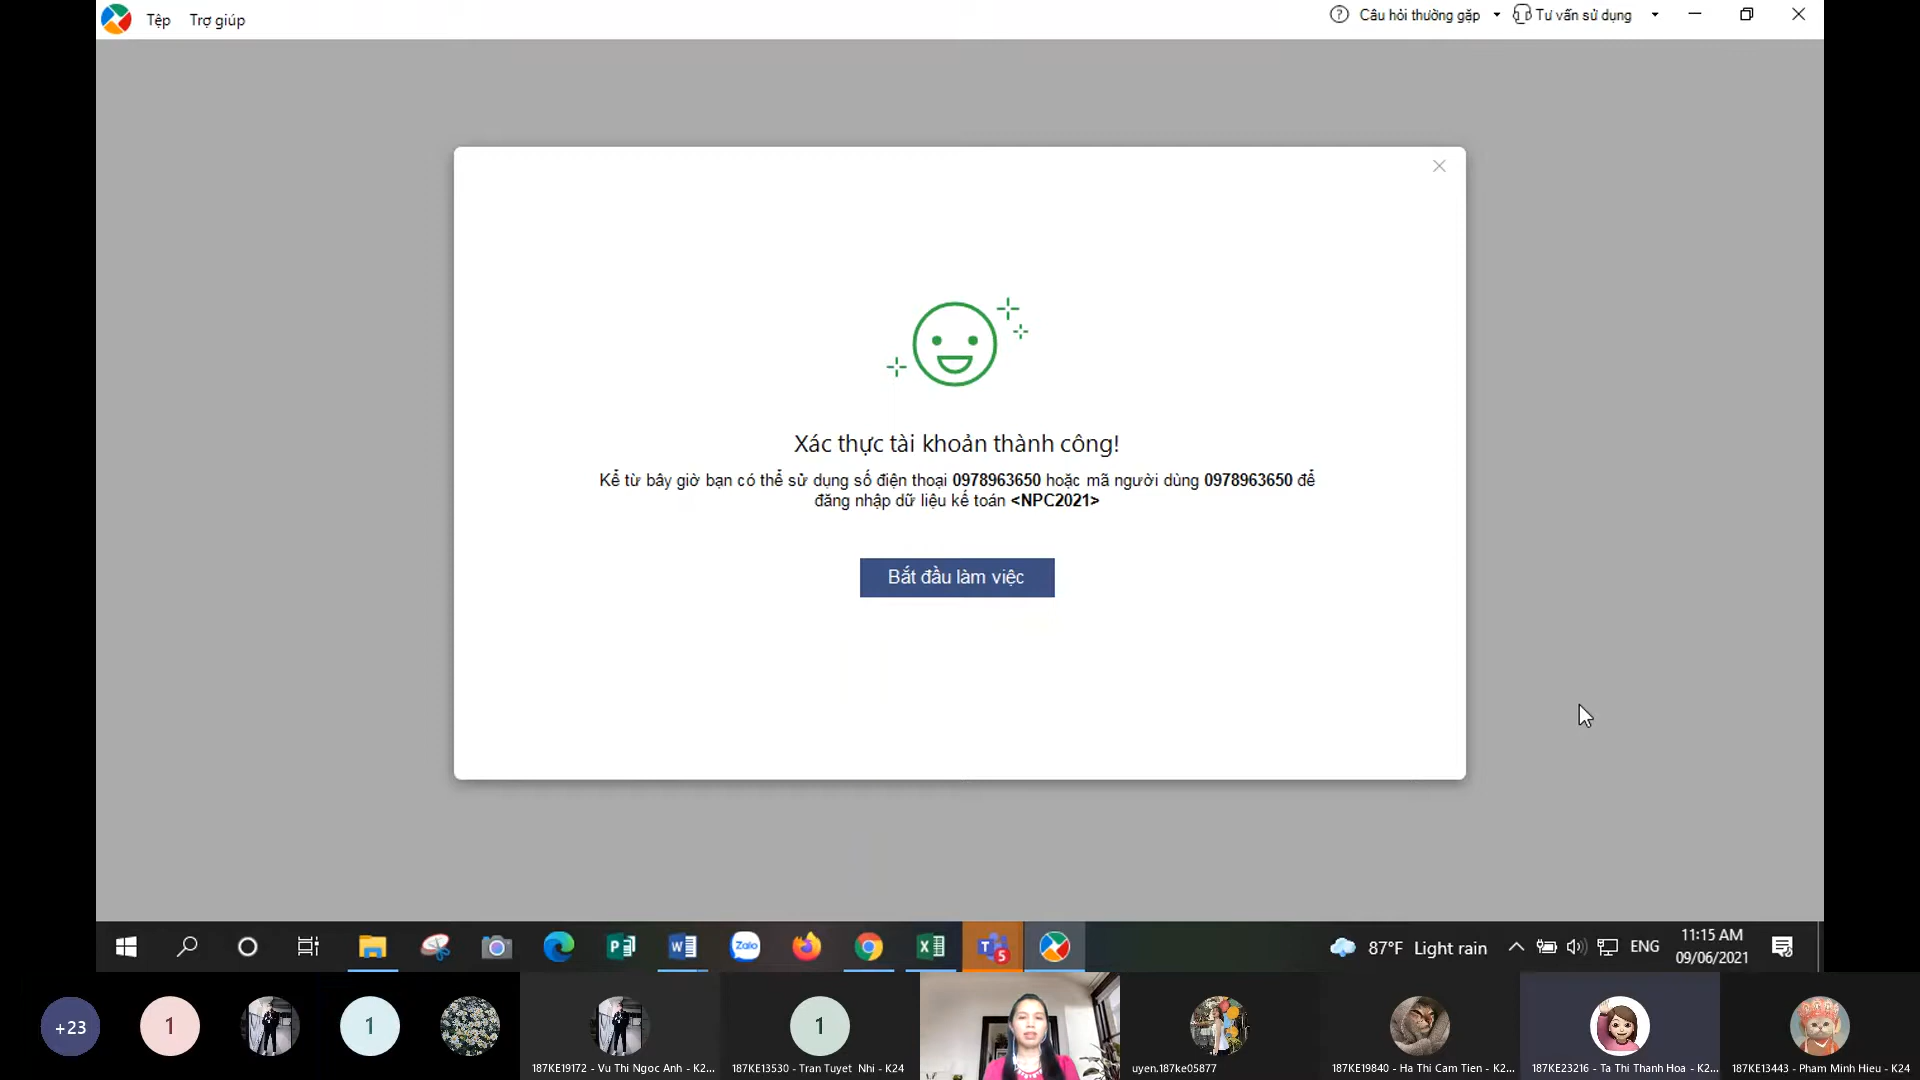 Tệp Trợ giúp
Câu hỏi thường gặp Tư vấn sử dụng
Xác thực tài khoản thành công!
Kể từ bây giờ bạn có thể sử dụng số điện thoại 0978963650 hoặc mã người dùng 0978963650 để
đăng nhập dữ liệu kế toán <NPC2021>
Bắt đầu làm việc
Zalo
5
87°F Light rain
ENG
11:15 AM
09/06/2021
+23
1
1
1
187KE19172 - Vu Thi Ngoc Anh - K2...
187KE13530 - Tran Tuyet Nhi - K24
uyen.187ke05877
187KE19840 - Ha Thi Cam Tien - K2...
187KE23216 - Ta Thi Thanh Hoa - K2...
187KE13443 - Pham Minh Hieu - K24